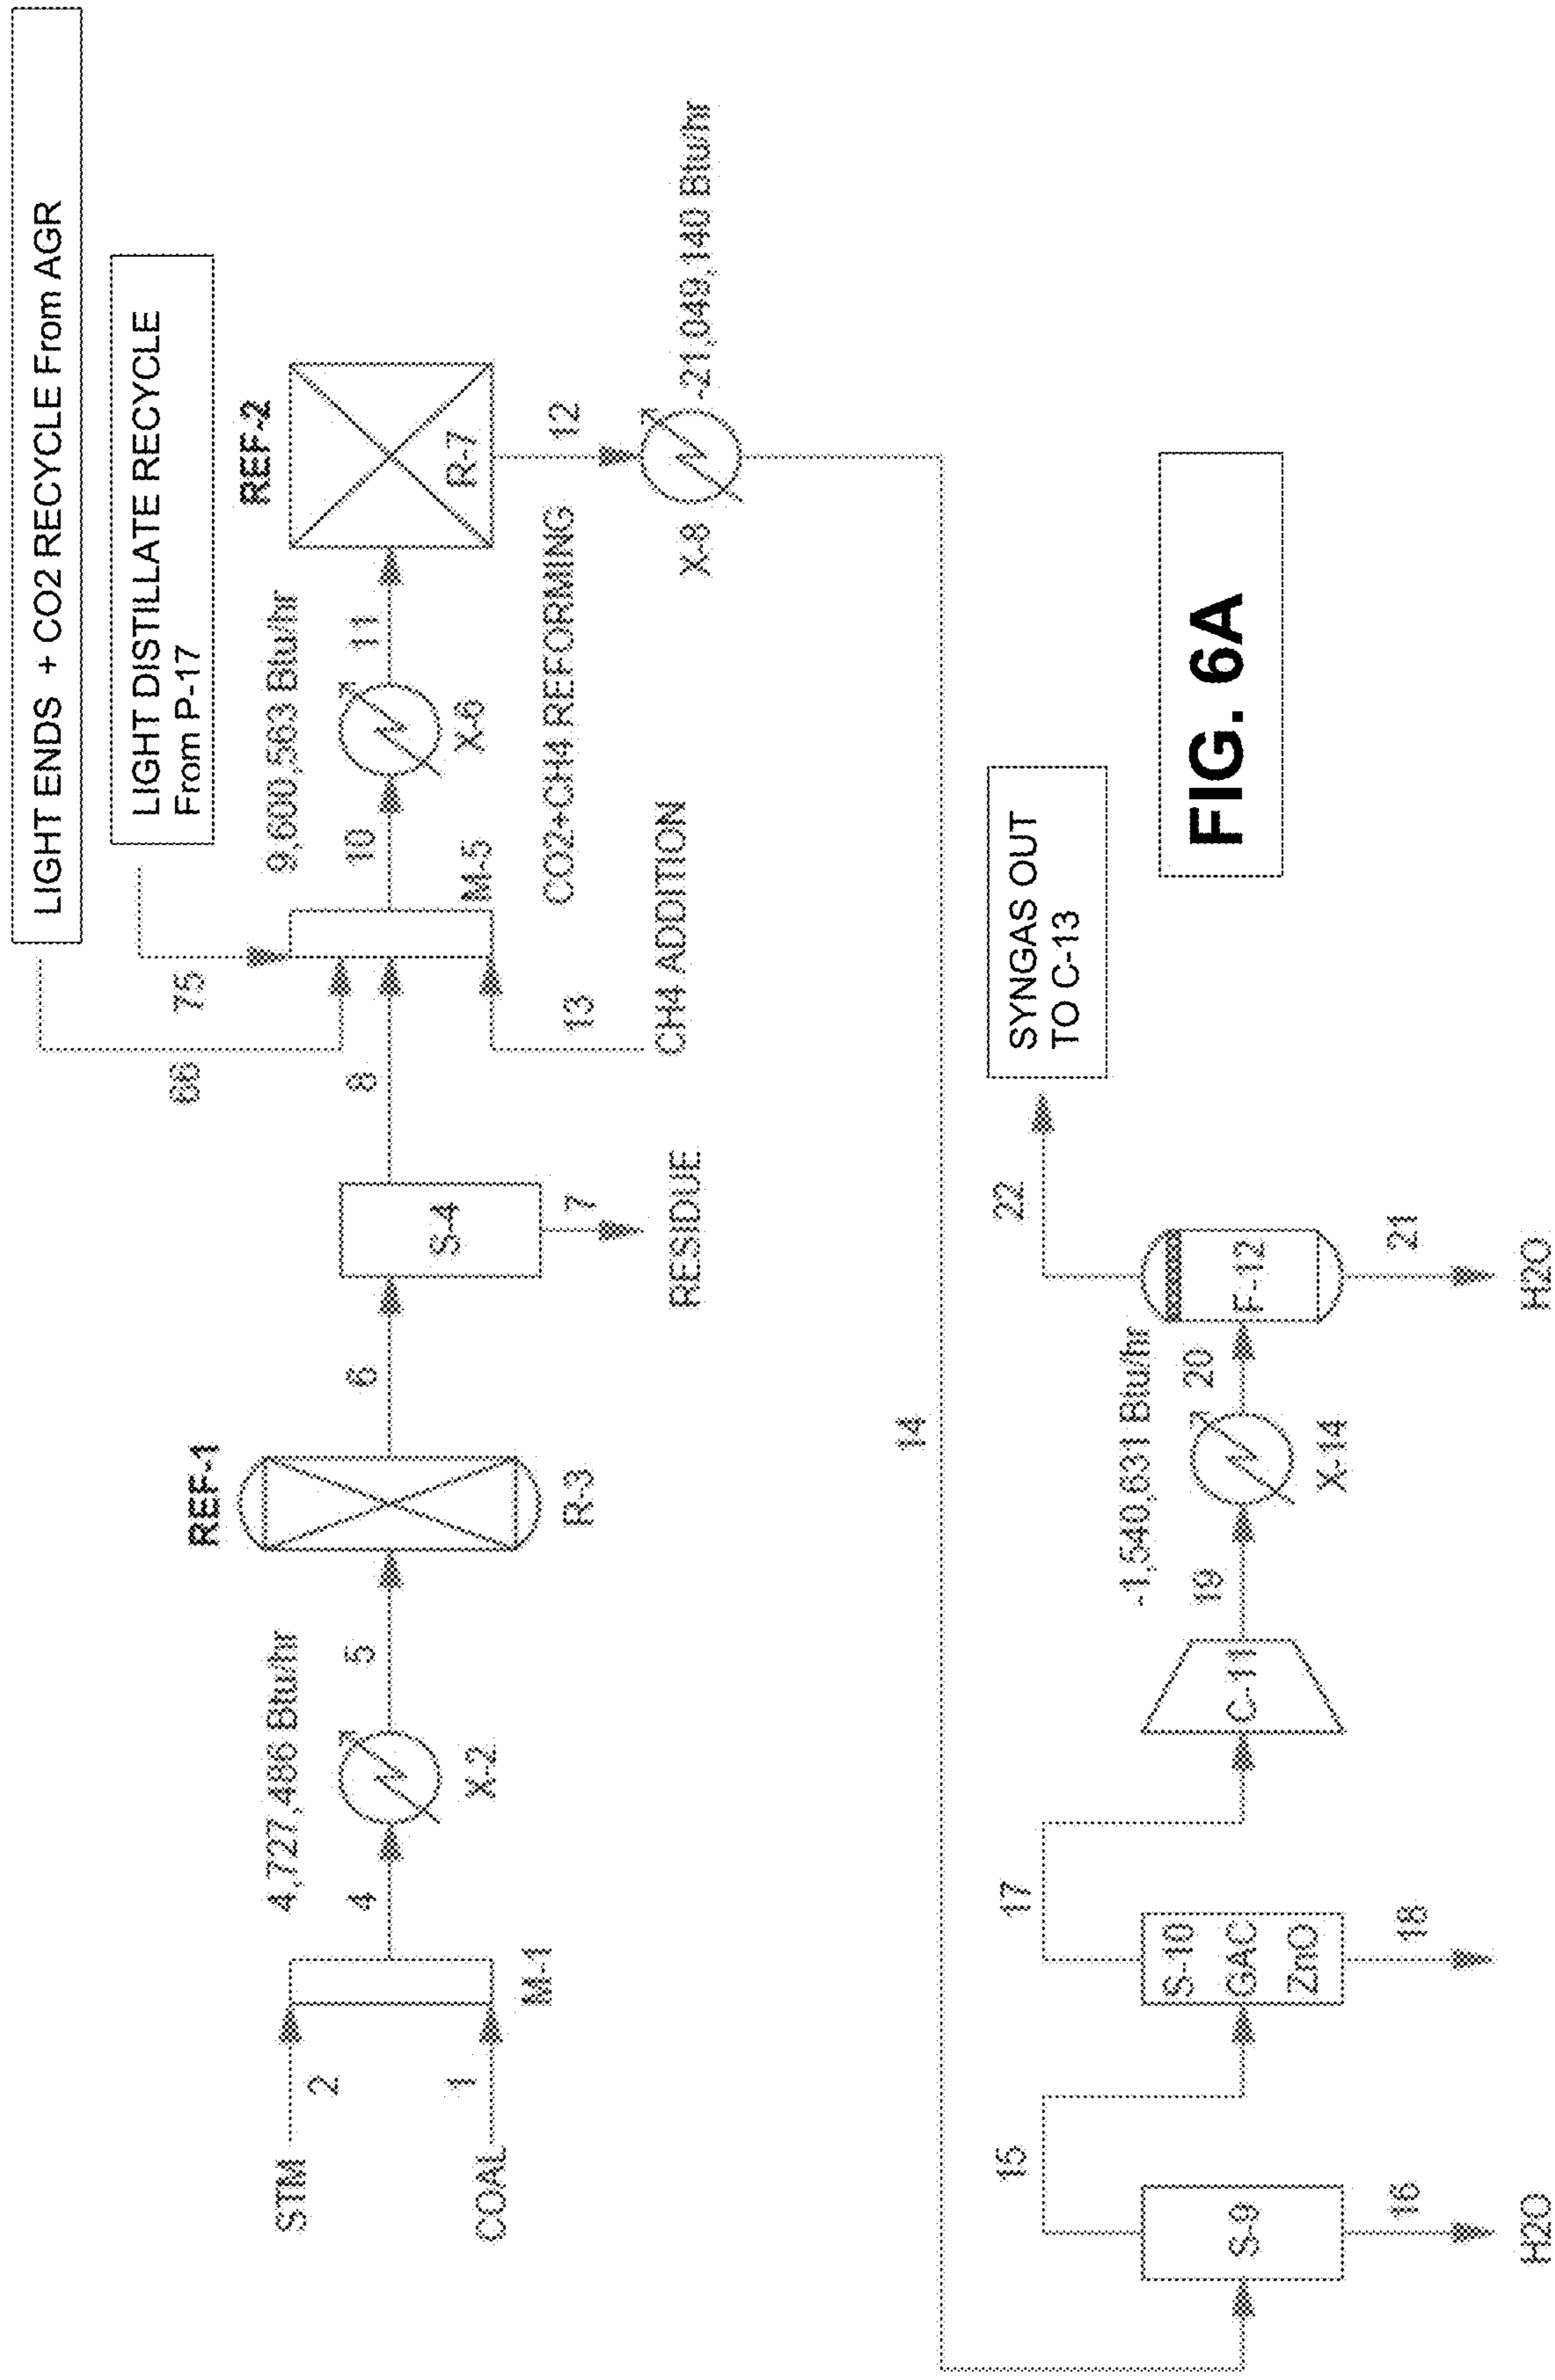 LIGHT ENDS + CO2 RECYCLE From AGR
LIGHT DISTILLATE RECYCLE
From P-17
75
8
REF-1
REF-2
4,727,486 Btu/hr
9,600,563 Btu/hr
STM
2
COAL
1
M-1
4
X-2
5
R-3
6
S-4
7
RESIDUE
13
CH4 ADDITION
M-5
10
X-6
11
R-7
CO2+CH4 REFORMING
12
X-8
-21,049,140 Btu/hr
14
S-9
15
16
H2O
S-10
GAC
ZnO
17
18
C-11
19
-1,540,631 Btu/hr
X-14
20
F-12
21
H2O
22
SYNGAS OUT
TO C-13
FIG. 6A